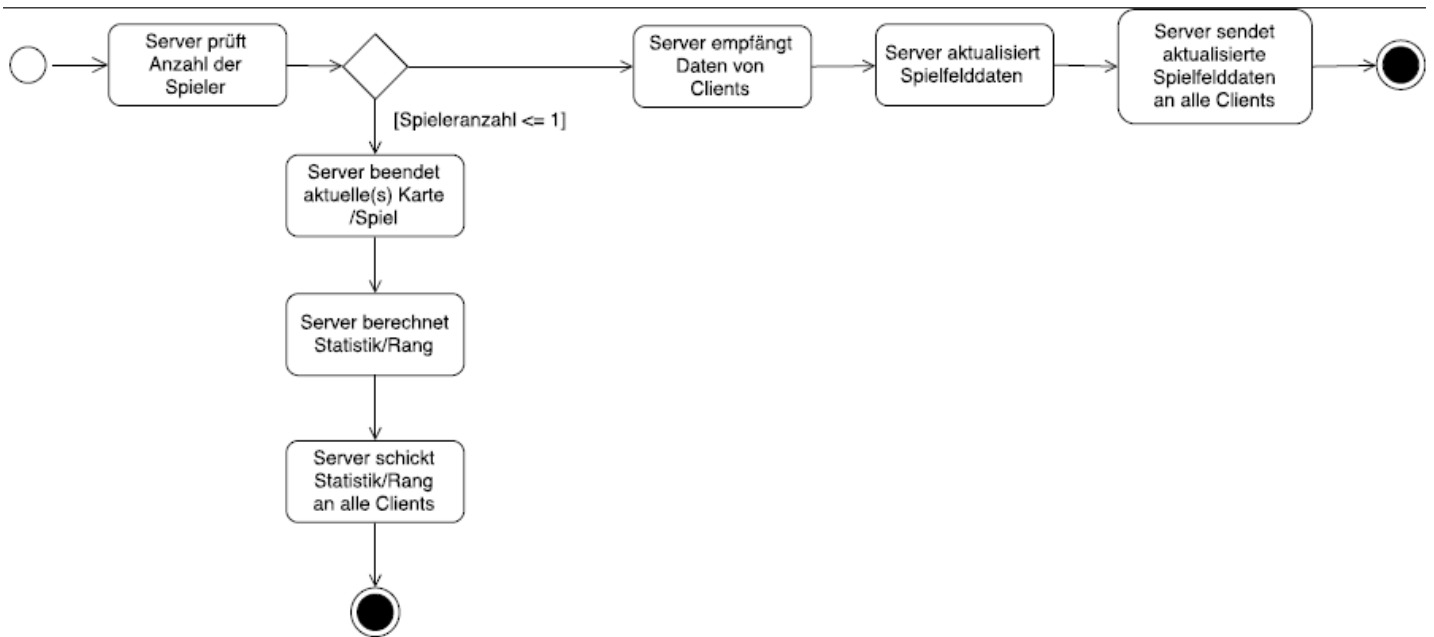 Server prüft
Anzahl der
Spieler
[Spieleranzahl <= 1]
Server empfängt
Daten von
Clients
Server aktualisiert
Spielfelddaten
Server sendet
aktualisierte
Spielfelddaten
an alle Clients
Server beendet
aktuelle(s) Karte
/Spiel
Server berechnet
Statistik/Rang
Server schickt
Statistik/Rang
an alle Clients